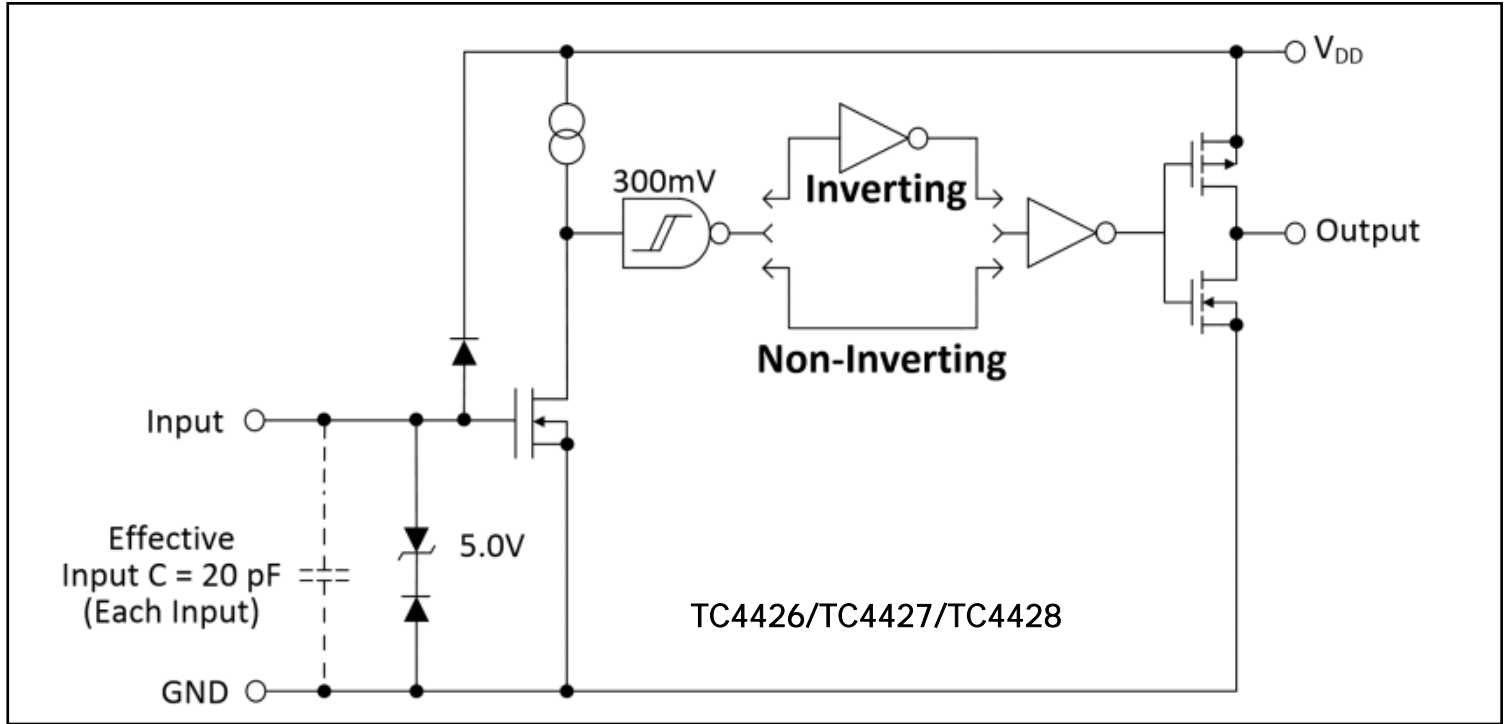 V_DD
300mV
Inverting
Output
Non-Inverting
Input
Effective
Input C = 20 pF
(Each Input)
5.0V
TC4426/TC4427/TC4428
GND